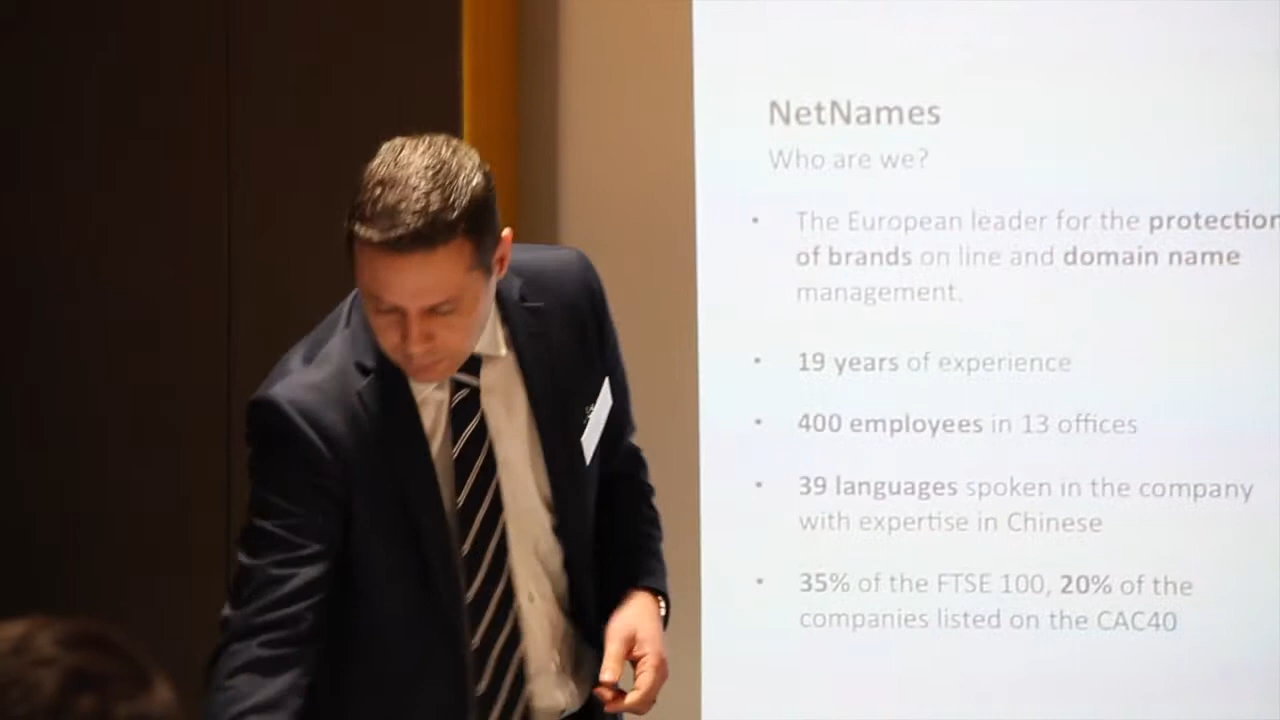 NetNames
Who are we?
• The European leader for the protection
of brands on line and domain name
management.
• 19 years of experience
• 400 employees in 13 offices
• 39 languages spoken in the company
with expertise in Chinese
• 35% of the FTSE 100, 20% of the
companies listed on the CAC40